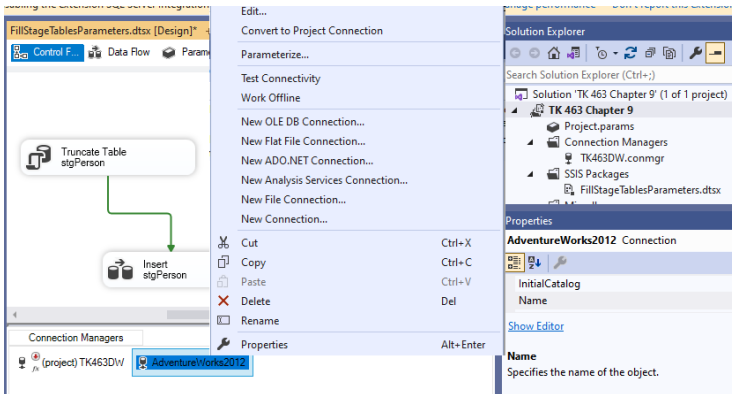 FillStageTablesParameters.dtsx [Design]*
Control F... Data Flow Param
Truncate Table
stgPerson
Insert
stgPerson
Connection Managers
(project) TK463DW AdventureWorks2012
Edit...
Convert to Project Connection
Parameterize...
Test Connectivity
Work Offline
New OLE DB Connection...
New Flat File Connection...
New ADO.NET Connection...
New Analysis Services Connection...
New File Connection...
New Connection...
Cut Ctrl+X
Copy Ctrl+C
Paste Ctrl+V
Delete Del
Rename
Properties Alt+Enter
Solution Explorer
Search Solution Explorer (Ctrl+;)
Solution 'TK 463 Chapter 9' (1 of 1 project)
TK 463 Chapter 9
Project.params
Connection Managers
TK463DW.conmgr
SSIS Packages
FillStageTablesParameters.dtsx
Properties
AdventureWorks2012 Connection
InitialCatalog
Name
Show Editor
Name
Specifies the name of the object.